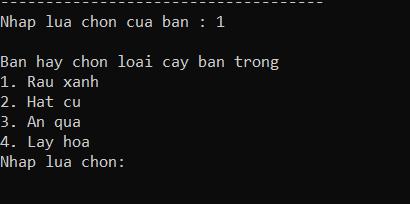 ------------------------------------
Nhap lua chon cua ban : 1
Ban hay chon loai cay ban trong
1. Rau xanh
2. Hat cu
3. An qua
4. Lay hoa
Nhap lua chon: